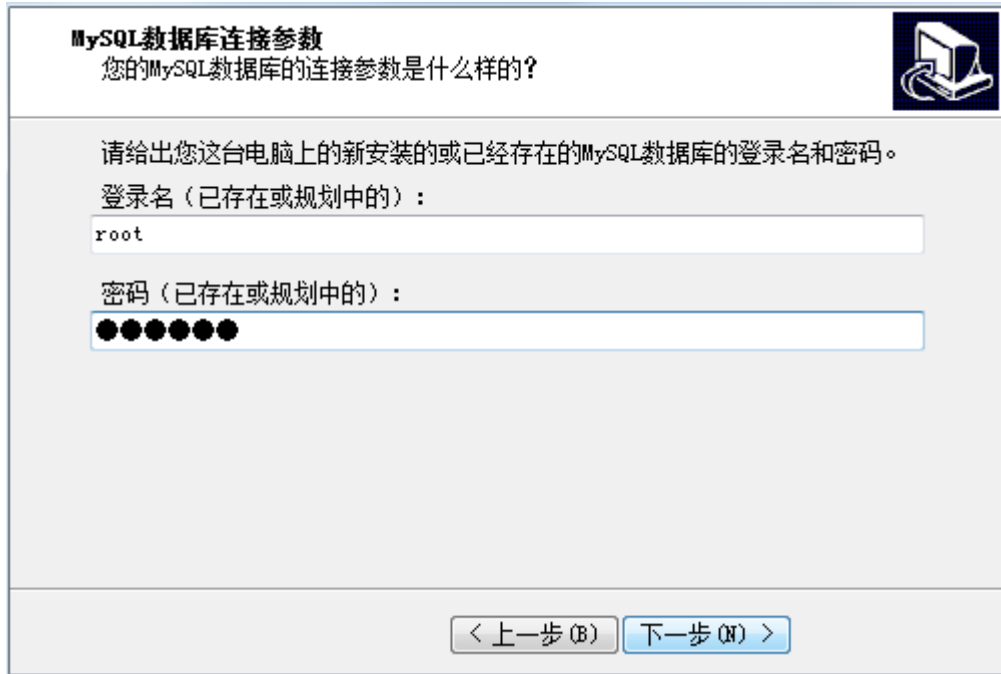 MySQL数据库连接参数
您的MySQL数据库的连接参数是什么样的?
请给出您这台电脑上的新安装的或已经存在的MySQL数据库的登录名和密码。
登录名（已存在或规划中的）：
root
密码（已存在或规划中的）：
●●●●●●
< 上一步(B) 下一步(N) >